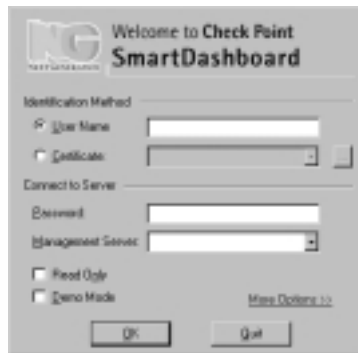 NG
Welcome to Check Point
SmartDashboard
Identification Method
User Name
Certificate:
Connect to Server
Password:
Management Server:
Read Only
Demo Mode
More Options >>
OK
Quit